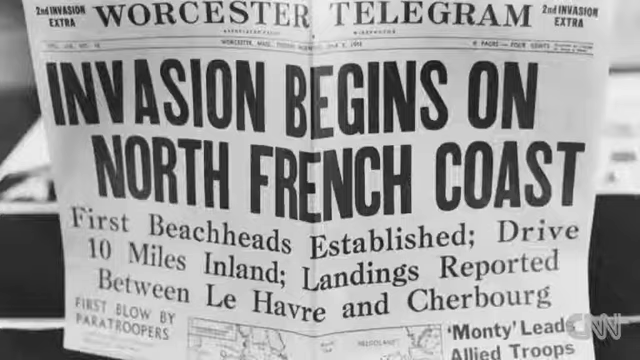 2nd INVASION EXTRA
WORCESTER TELEGRAM
2nd INVASION EXTRA
INVASION BEGINS ON
NORTH FRENCH COAST
First Beachheads Established; Drive
10 Miles Inland; Landings Reported
Between Le Havre and Cherbourg
FIRST BLOW BY
PARATROOPERS
'Monty' Lead
Allied Troops
CNN